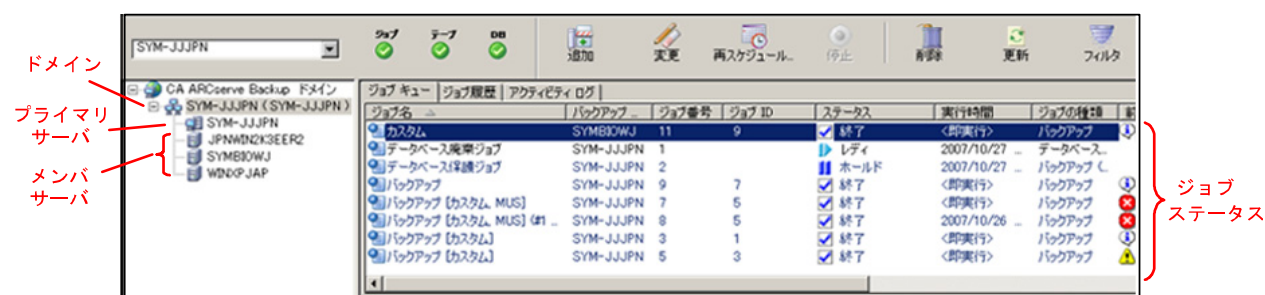 ジョブ テープ DB
SYM-JJJPN
追加 変更 再スケジュール... 停止 削除 更新 フィルタ
ドメイン
プライマリ
サーバ
メンバ
サーバ
CA ARCserve Backup ドメイン
SYM-JJJPN (SYM-JJJPN)
SYM-JJJPN
JPNWIN2K3EER2
SYMBIOWJ
WINXPJAP
ジョブ キュー ジョブ履歴 アクティビティ ログ
ジョブ名 バックアップ ... ジョブ番号 ジョブ ID ステータス 実行時間 ジョブの種類 前
カスタム SYMBIOWJ 11 9 終了 <即実行> バックアップ
データベース廃棄ジョブ SYM-JJJPN 1 レディ 2007/10/27 ... データベース...
データベース保護ジョブ SYM-JJJPN 2 ホールド 2007/10/27 ... バックアップ (...
バックアップ SYM-JJJPN 9 7 終了 <即実行> バックアップ
バックアップ [カスタム, MUS] SYM-JJJPN 7 5 終了 <即実行> バックアップ
バックアップ [カスタム, MUS] (#1 ... SYM-JJJPN 8 5 終了 2007/10/26 ... バックアップ
バックアップ [カスタム] SYM-JJJPN 3 1 終了 <即実行> バックアップ
バックアップ [カスタム] SYM-JJJPN 5 3 終了 <即実行> バックアップ
ジョブ
ステータス